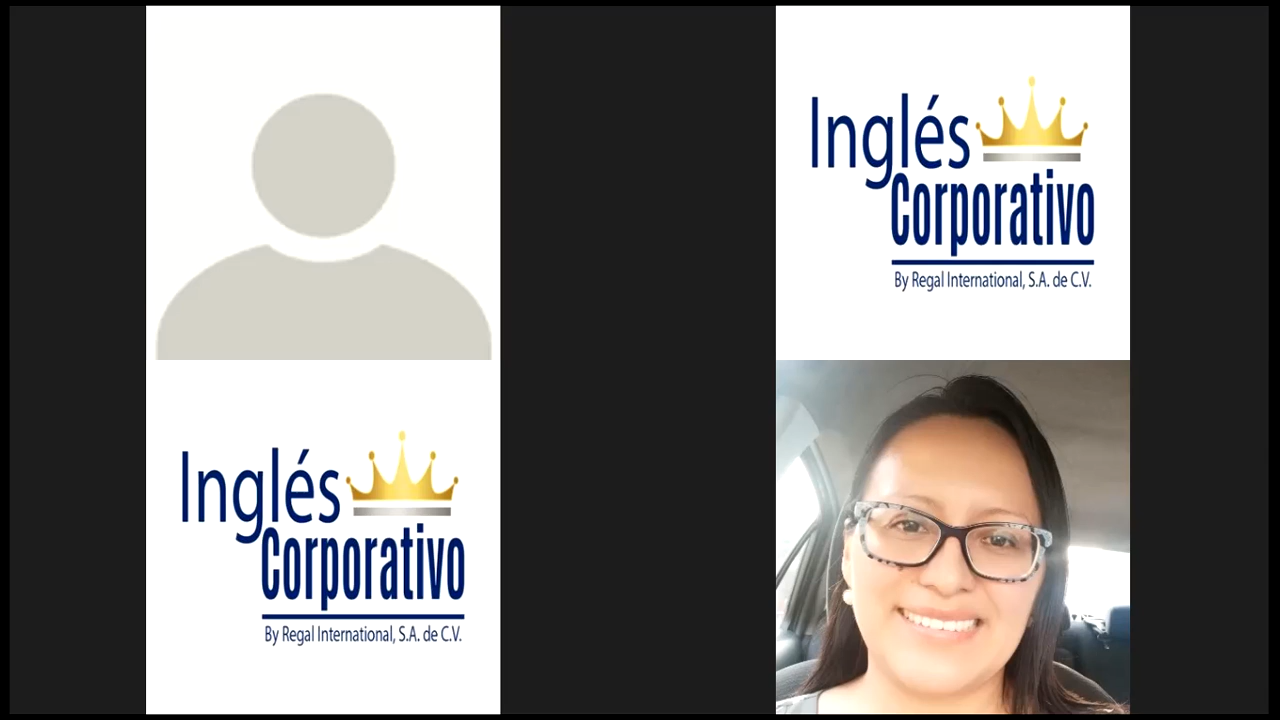 Inglés
Corporativo
By Regal International, S.A. de C.V.
Inglés
Corporativo
By Regal International, S.A. de C.V.